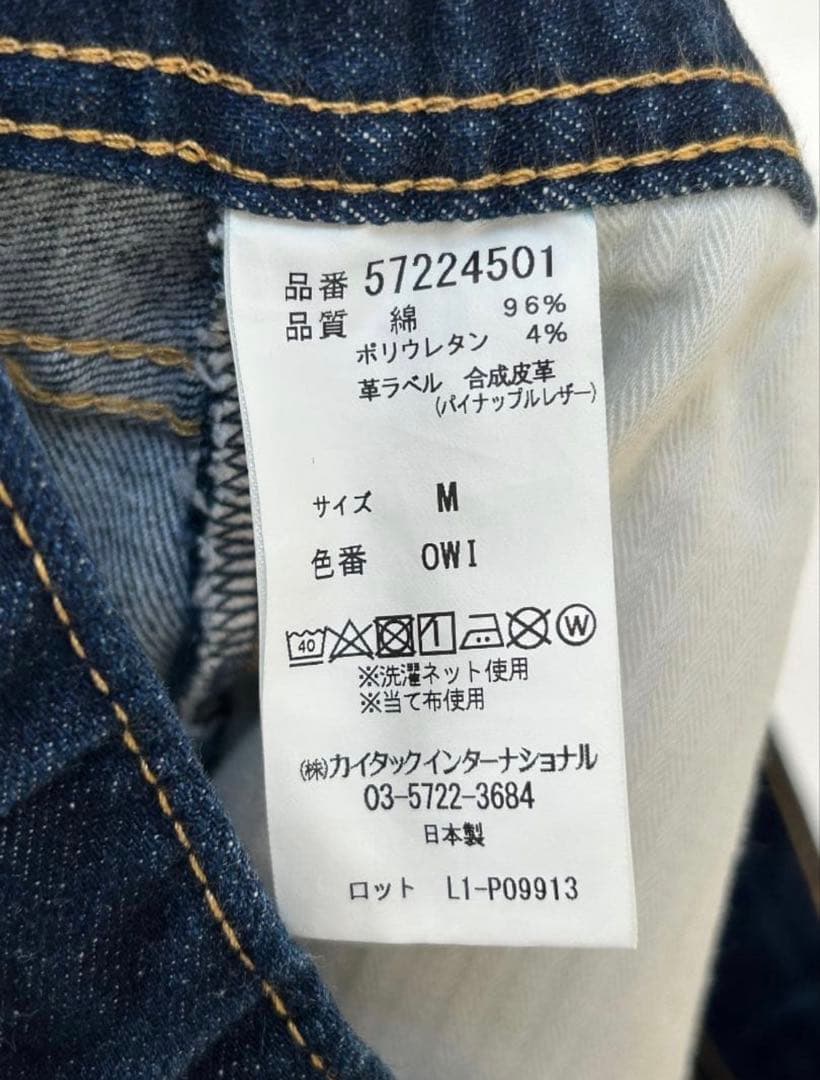 品番 57224501
品質 綿 96%
ポリウレタン 4%
革ラベル 合成皮革
(パイナップルレザー)
サイズ M
色番 OWI
40 W
※洗濯ネット使用
※当て布使用
(株)カイタックインターナショナル
03-5722-3684
日本製
ロット L1-P09913